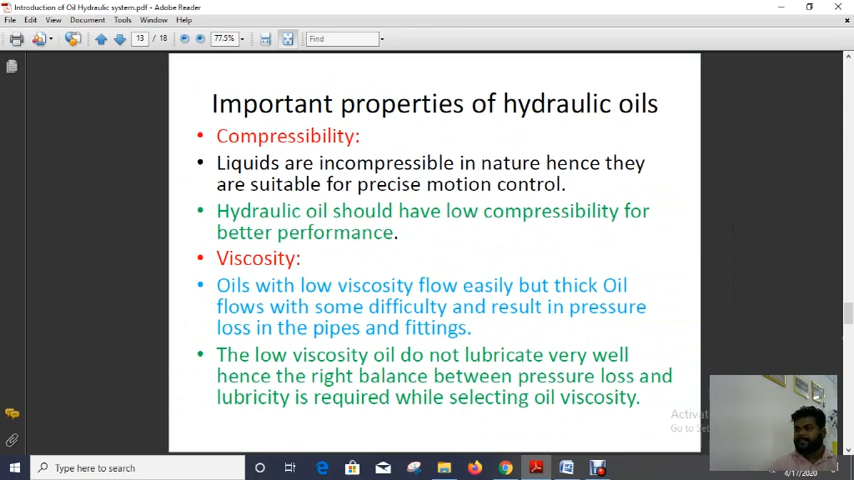 Introduction of Oil Hydraulic system.pdf - Adobe Reader
File Edit View Document Tools Window Help
13 / 18 77.5% Find
Important properties of hydraulic oils
• Compressibility:
• Liquids are incompressible in nature hence they
are suitable for precise motion control.
• Hydraulic oil should have low compressibility for
better performance.
• Viscosity:
• Oils with low viscosity flow easily but thick Oil
flows with some difficulty and result in pressure
loss in the pipes and fittings.
• The low viscosity oil do not lubricate very well
hence the right balance between pressure loss and
lubricity is required while selecting oil viscosity.
Activat
Go to Set
Type here to search
4/17/2020